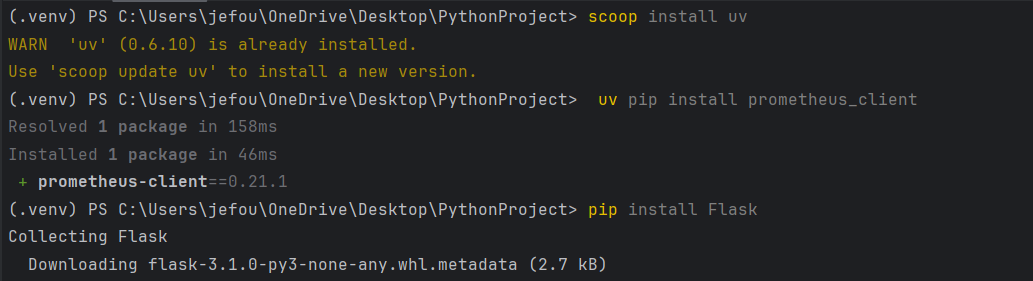 (.venv) PS C:\Users\jefou\OneDrive\Desktop\PythonProject> scoop install uv
WARN  'uv' (0.6.10) is already installed.
Use 'scoop update uv' to install a new version.
(.venv) PS C:\Users\jefou\OneDrive\Desktop\PythonProject>  uv pip install prometheus_client
Resolved 1 package in 158ms
Installed 1 package in 46ms
 + prometheus-client==0.21.1
(.venv) PS C:\Users\jefou\OneDrive\Desktop\PythonProject> pip install Flask
Collecting Flask
  Downloading flask-3.1.0-py3-none-any.whl.metadata (2.7 kB)